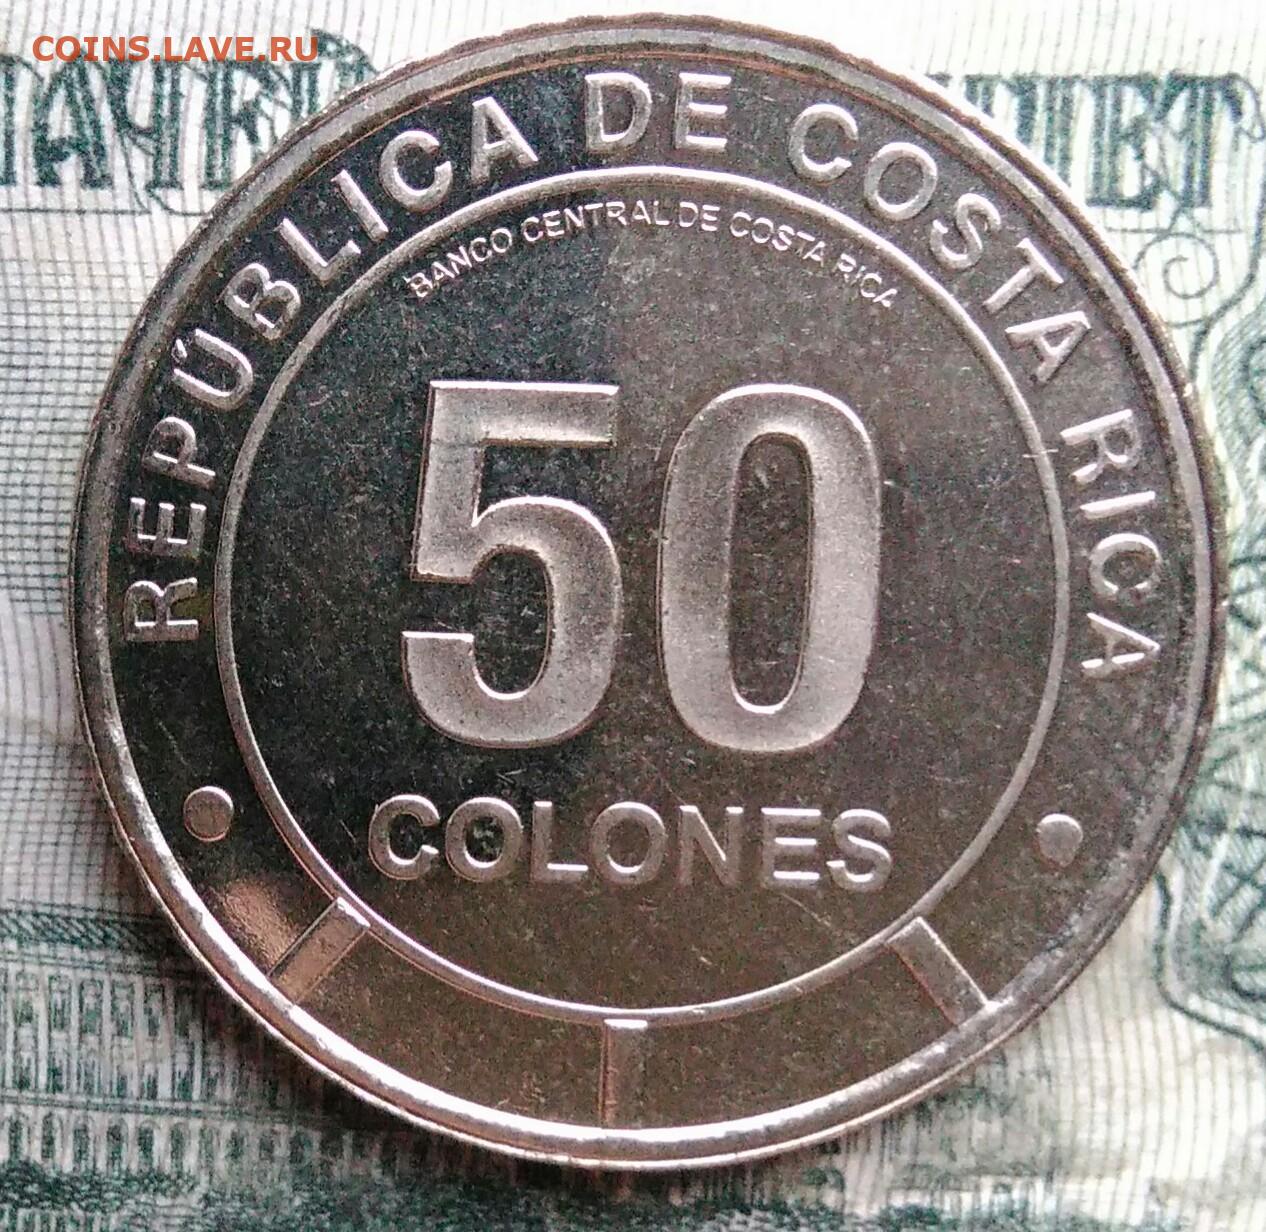 COINS.LAVE.RU
REPÚBLICA DE COSTA RICA
BANCO CENTRAL DE COSTA RICA
50
COLONES